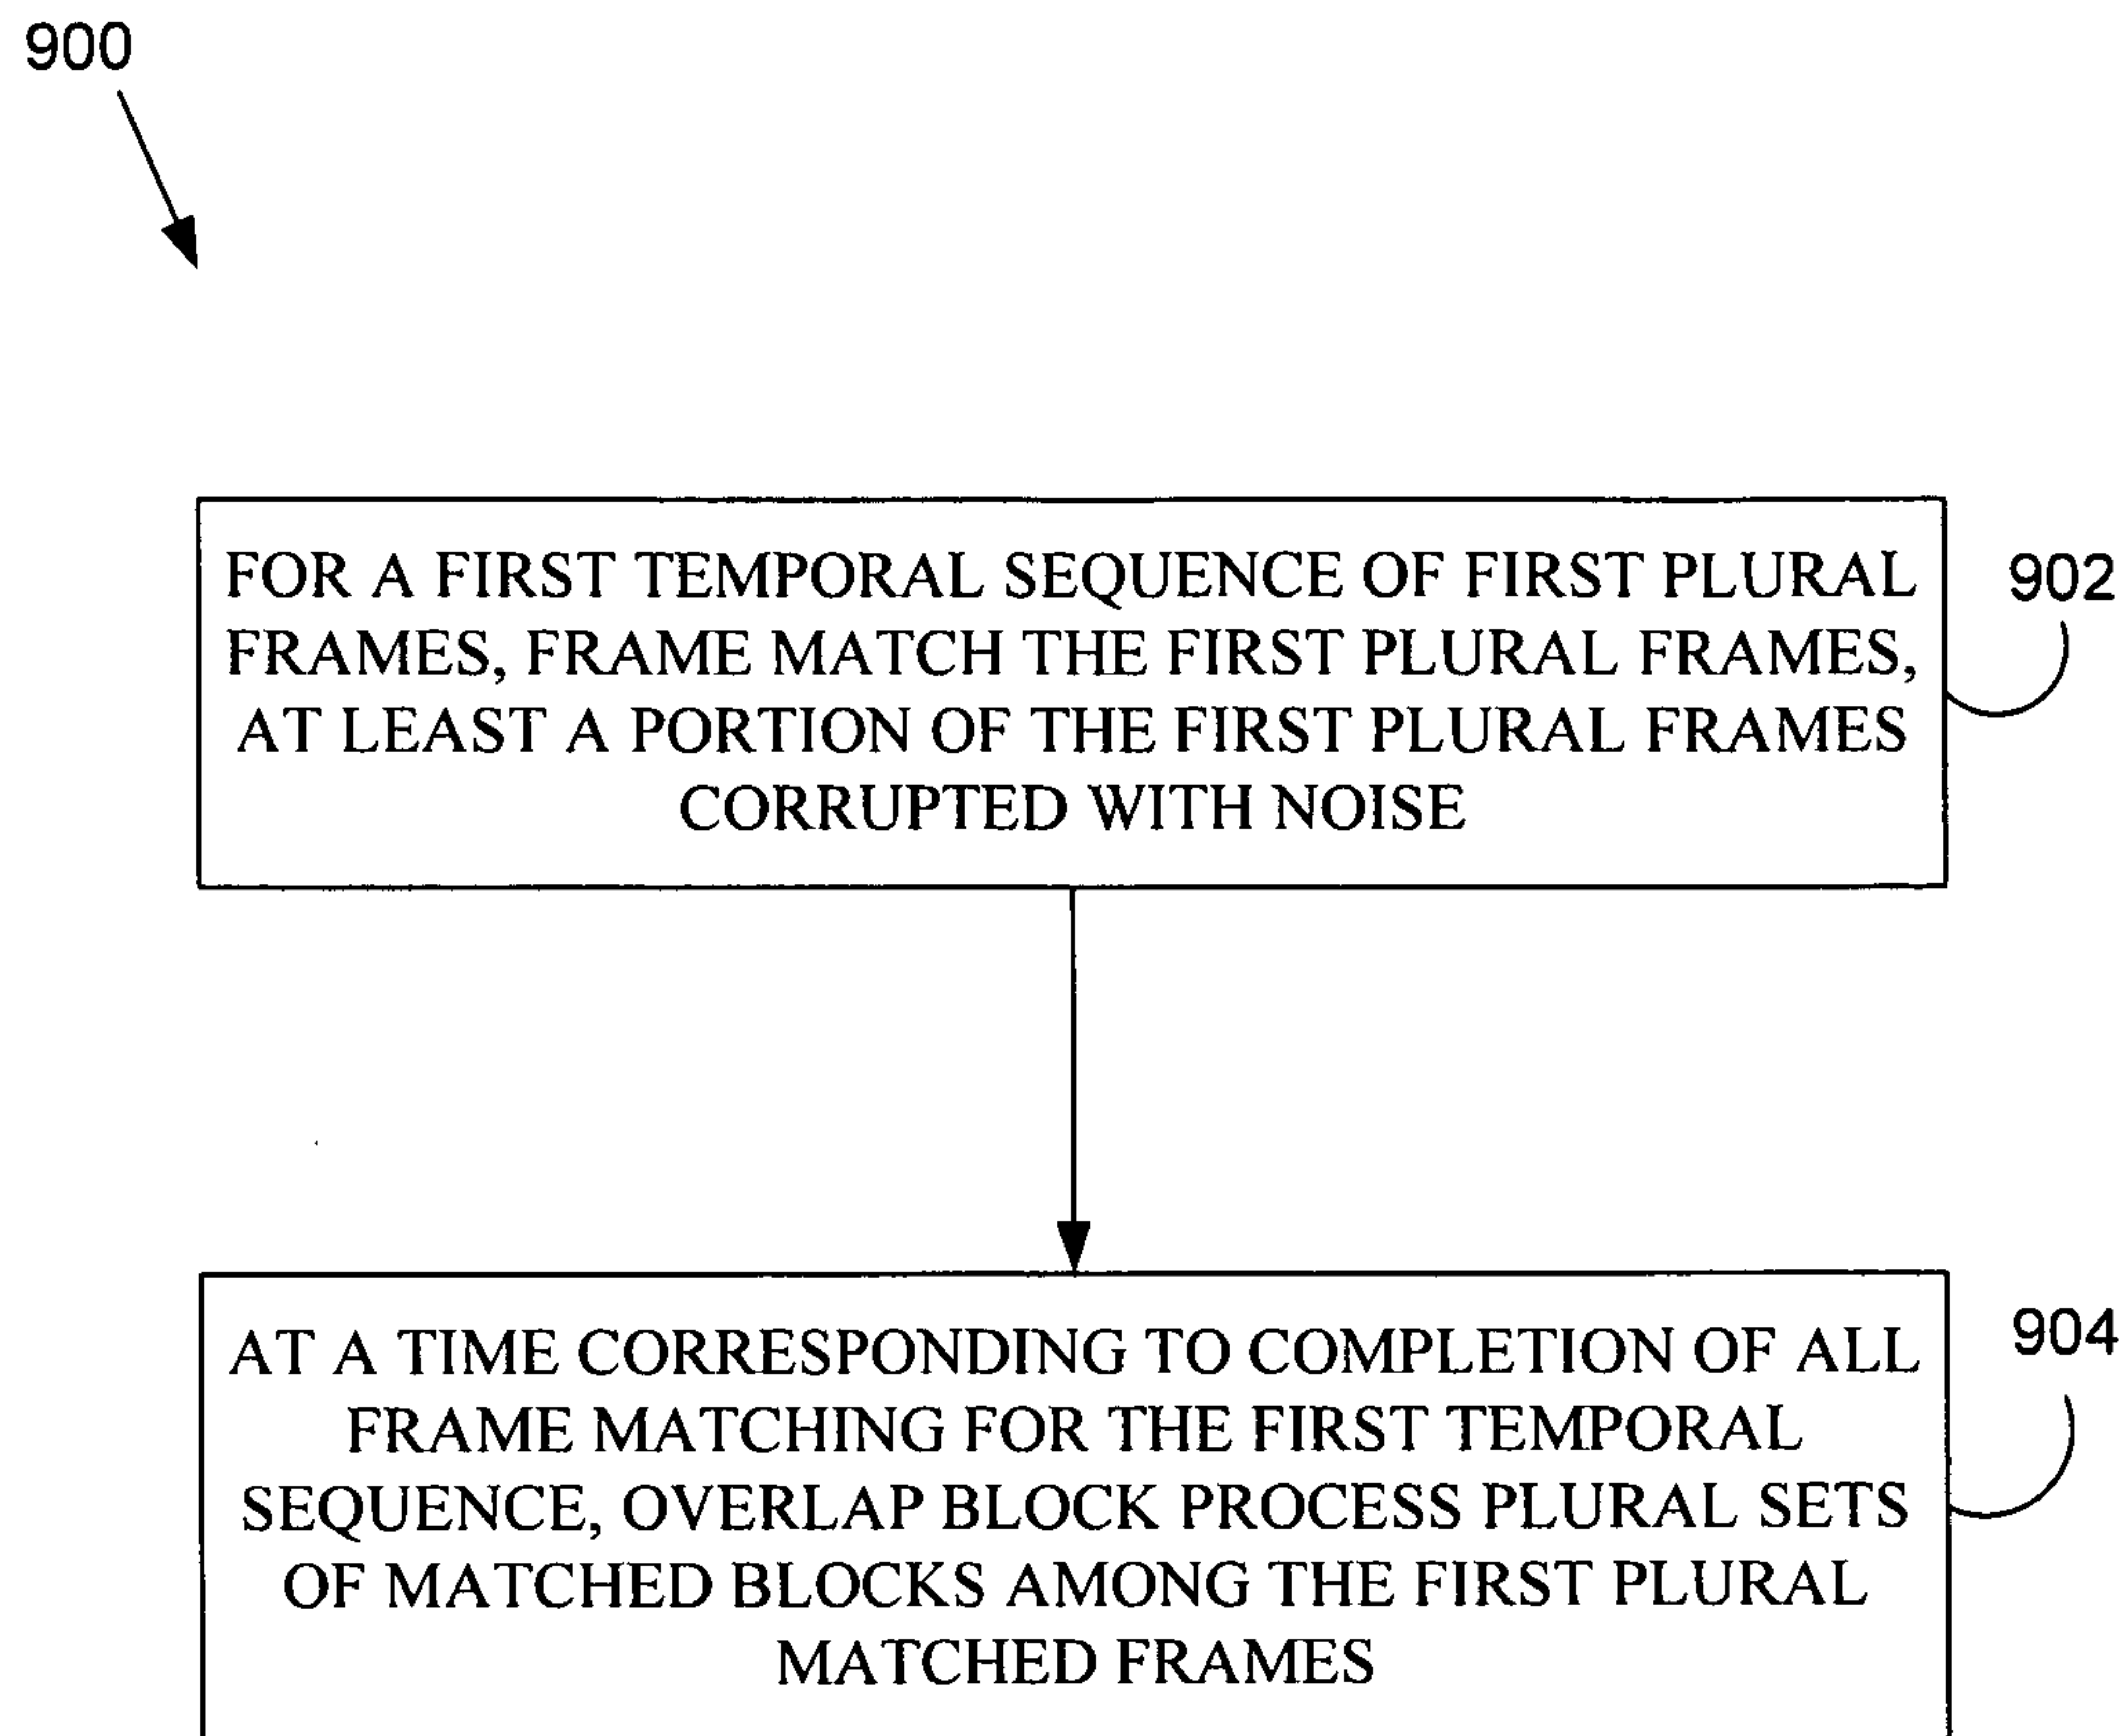 900
FOR A FIRST TEMPORAL SEQUENCE OF FIRST PLURAL
FRAMES, FRAME MATCH THE FIRST PLURAL FRAMES,
AT LEAST A PORTION OF THE FIRST PLURAL FRAMES
CORRUPTED WITH NOISE
902
AT A TIME CORRESPONDING TO COMPLETION OF ALL
FRAME MATCHING FOR THE FIRST TEMPORAL
SEQUENCE, OVERLAP BLOCK PROCESS PLURAL SETS
OF MATCHED BLOCKS AMONG THE FIRST PLURAL
MATCHED FRAMES
904